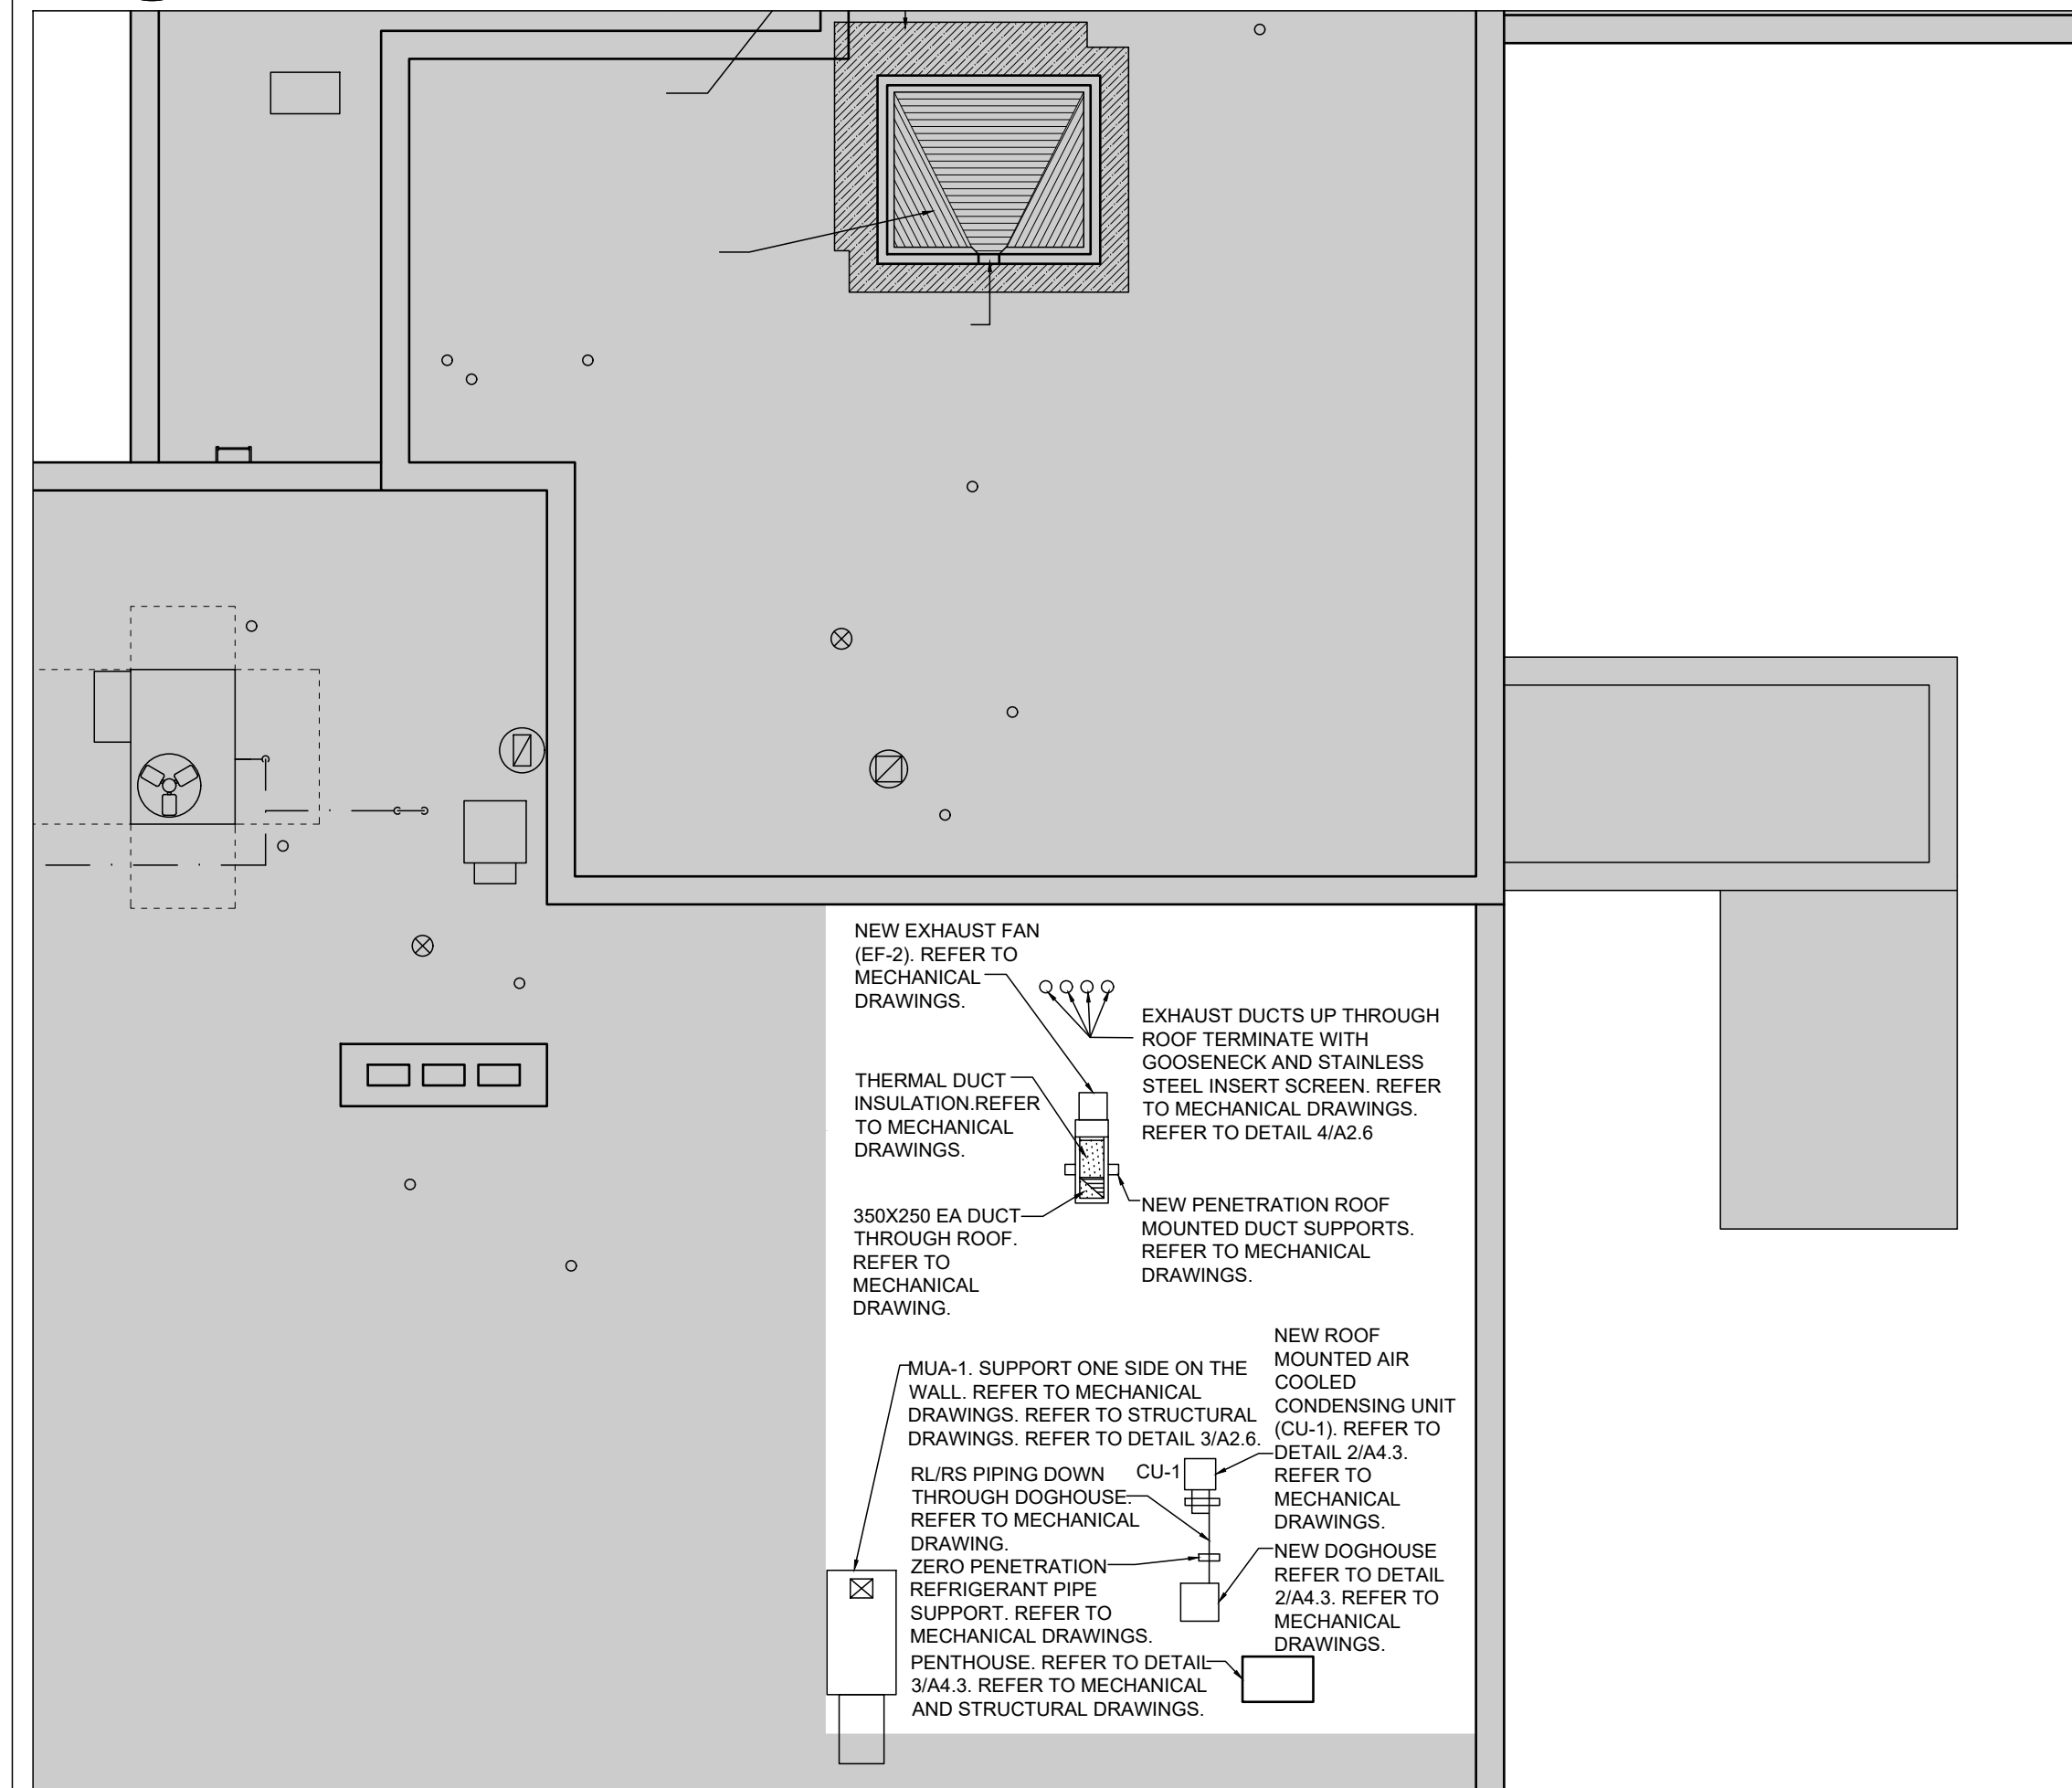 NEW EXHAUST FAN
(EF-2). REFER TO
MECHANICAL
DRAWINGS.
EXHAUST DUCTS UP THROUGH
ROOF TERMINATE WITH
GOOSENECK AND STAINLESS
STEEL INSERT SCREEN. REFER
TO MECHANICAL DRAWINGS.
REFER TO DETAIL 4/A2.6
THERMAL DUCT
INSULATION.REFER
TO MECHANICAL
DRAWINGS.
350X250 EA DUCT
THROUGH ROOF.
REFER TO
MECHANICAL
DRAWING.
NEW PENETRATION ROOF
MOUNTED DUCT SUPPORTS.
REFER TO MECHANICAL
DRAWINGS.
MUA-1. SUPPORT ONE SIDE ON THE
WALL. REFER TO MECHANICAL
DRAWINGS. REFER TO STRUCTURAL
DRAWINGS. REFER TO DETAIL 3/A2.6.
NEW ROOF
MOUNTED AIR
COOLED
CONDENSING UNIT
(CU-1). REFER TO
DETAIL 2/A4.3.
REFER TO
MECHANICAL
DRAWINGS.
CU-1
RL/RS PIPING DOWN
THROUGH DOGHOUSE.
REFER TO MECHANICAL
DRAWING.
ZERO PENETRATION
REFRIGERANT PIPE
SUPPORT. REFER TO
MECHANICAL DRAWINGS.
NEW DOGHOUSE
REFER TO DETAIL
2/A4.3. REFER TO
MECHANICAL
DRAWINGS.
PENTHOUSE. REFER TO DETAIL
3/A4.3. REFER TO MECHANICAL
AND STRUCTURAL DRAWINGS.